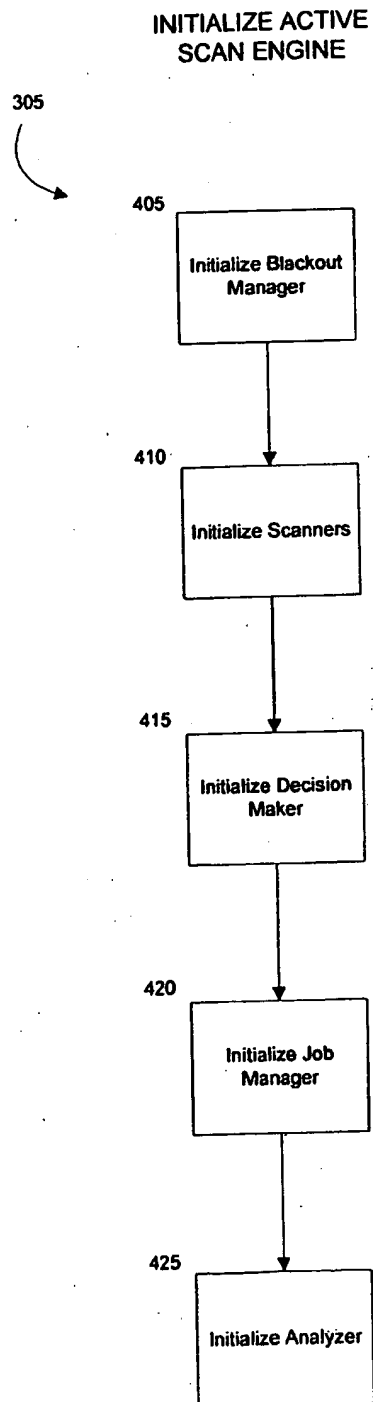 INITIALIZE ACTIVE
SCAN ENGINE
305
405
Initialize Blackout
Manager
410
Initialize Scanners
415
Initialize Decision
Maker
420
Initialize Job
Manager
425
Initialize Analyzer